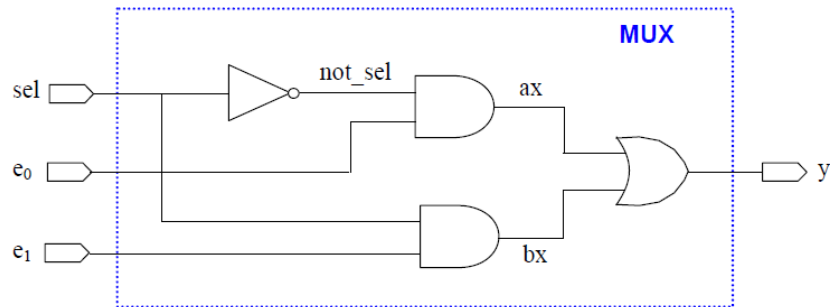 MUX
not_sel
sel
ax
e₀
y
e₁
bx